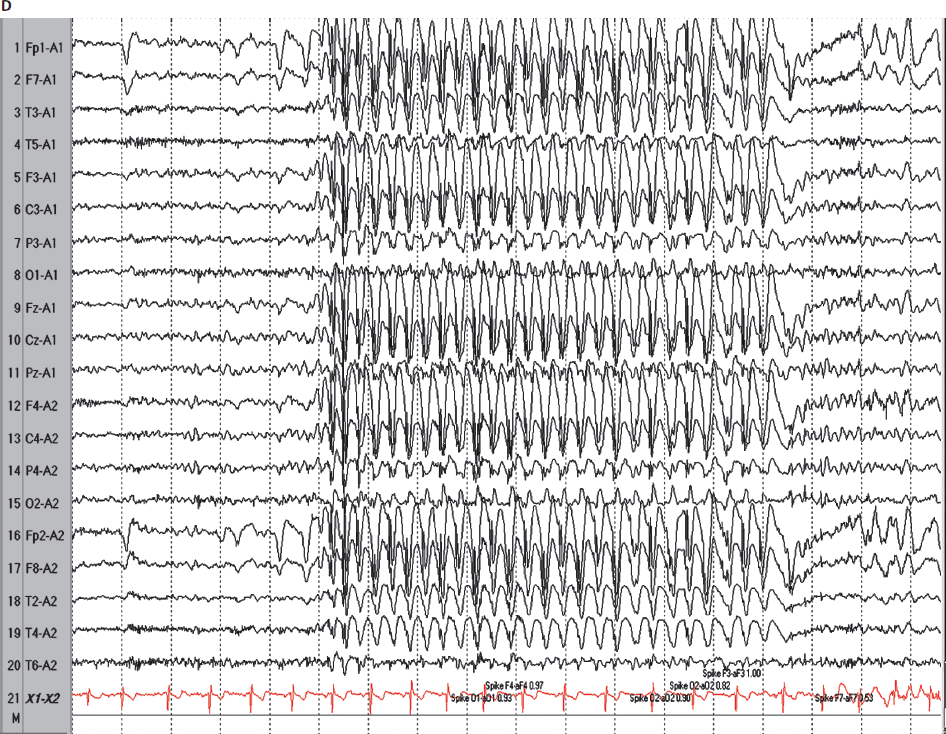 D
1 Fp1-A1
2 F7-A1
3 T3-A1
4 T5-A1
5 F3-A1
6 C3-A1
7 P3-A1
8 O1-A1
9 Fz-A1
10 Cz-A1
11 Pz-A1
12 F4-A2
13 C4-A2
14 P4-A2
15 O2-A2
16 Fp2-A2
17 F8-A2
18 T2-A2
19 T4-A2
20 T6-A2
Spike F3-aF3 1.00
Spike F4-aF4 0.97
Spike O2-aO2 0.82
21 X1-X2
Spike O1-aO1 0.93
Spike O2-aO2 0.90
Spike F7-aF7
M